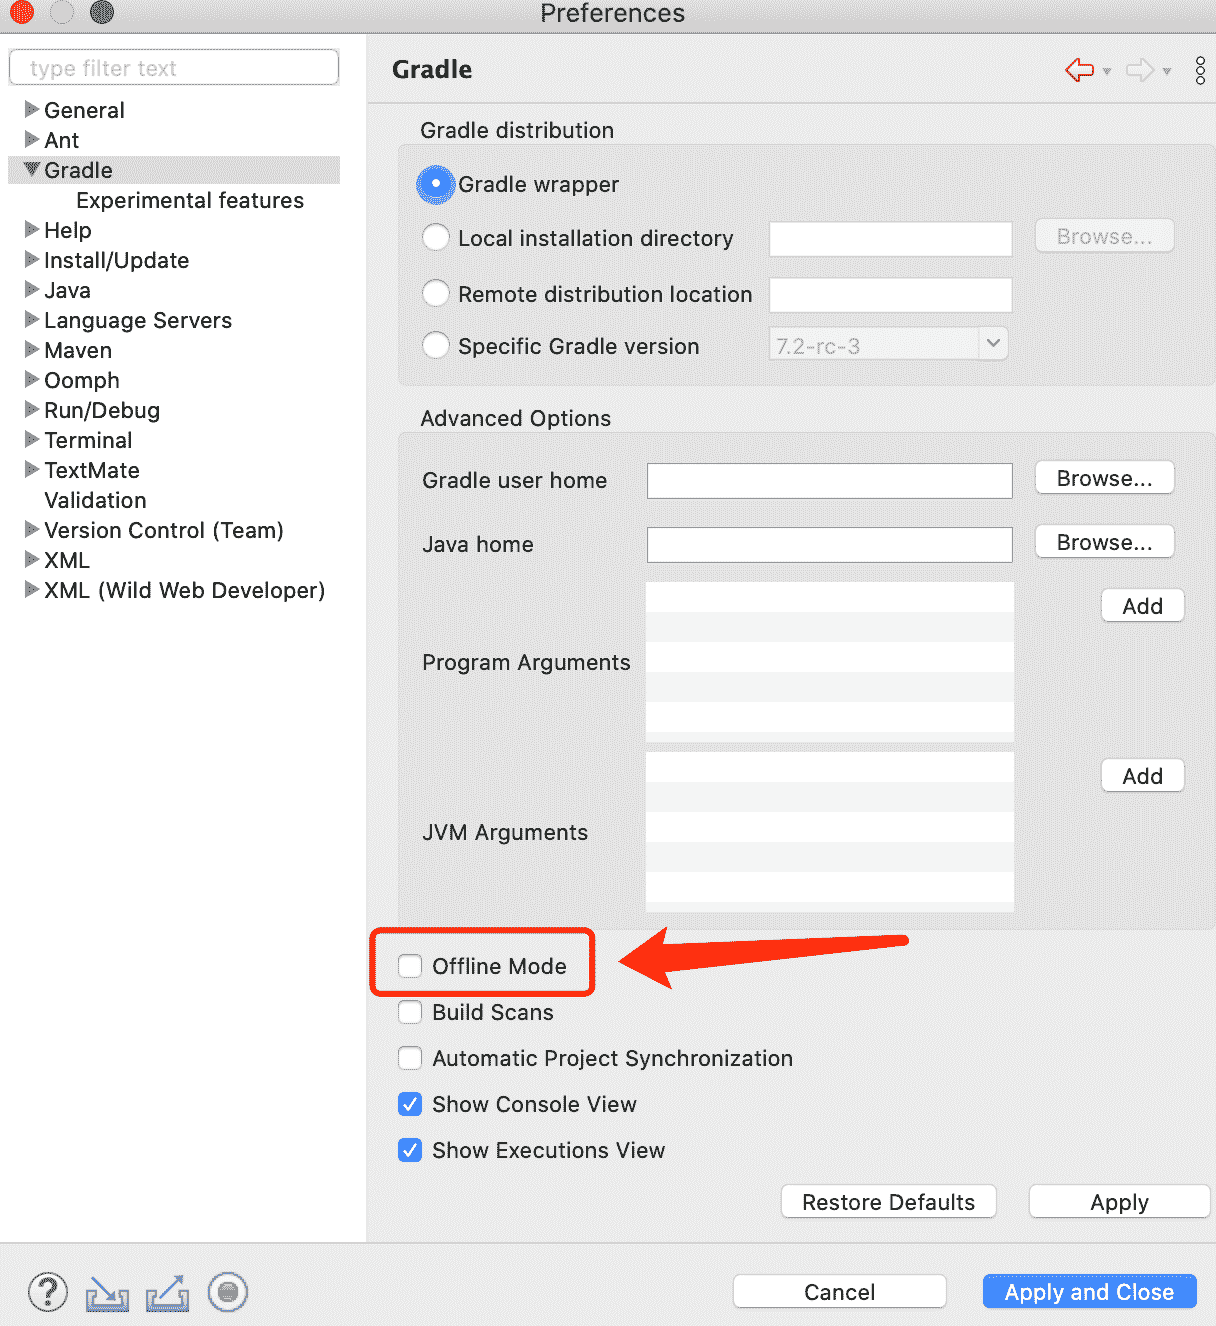 Preferences
type filter text
General
Ant
Gradle
Experimental features
Help
Install/Update
Java
Language Servers
Maven
Oomph
Run/Debug
Terminal
TextMate
Validation
Version Control (Team)
XML
XML (Wild Web Developer)
Gradle
Gradle distribution
Gradle wrapper
Local installation directory Browse...
Remote distribution location
Specific Gradle version 7.2-rc-3
Advanced Options
Gradle user home Browse...
Java home Browse...
Program Arguments Add
JVM Arguments Add
Offline Mode
Build Scans
Automatic Project Synchronization
Show Console View
Show Executions View
Restore Defaults Apply
? Cancel Apply and Close